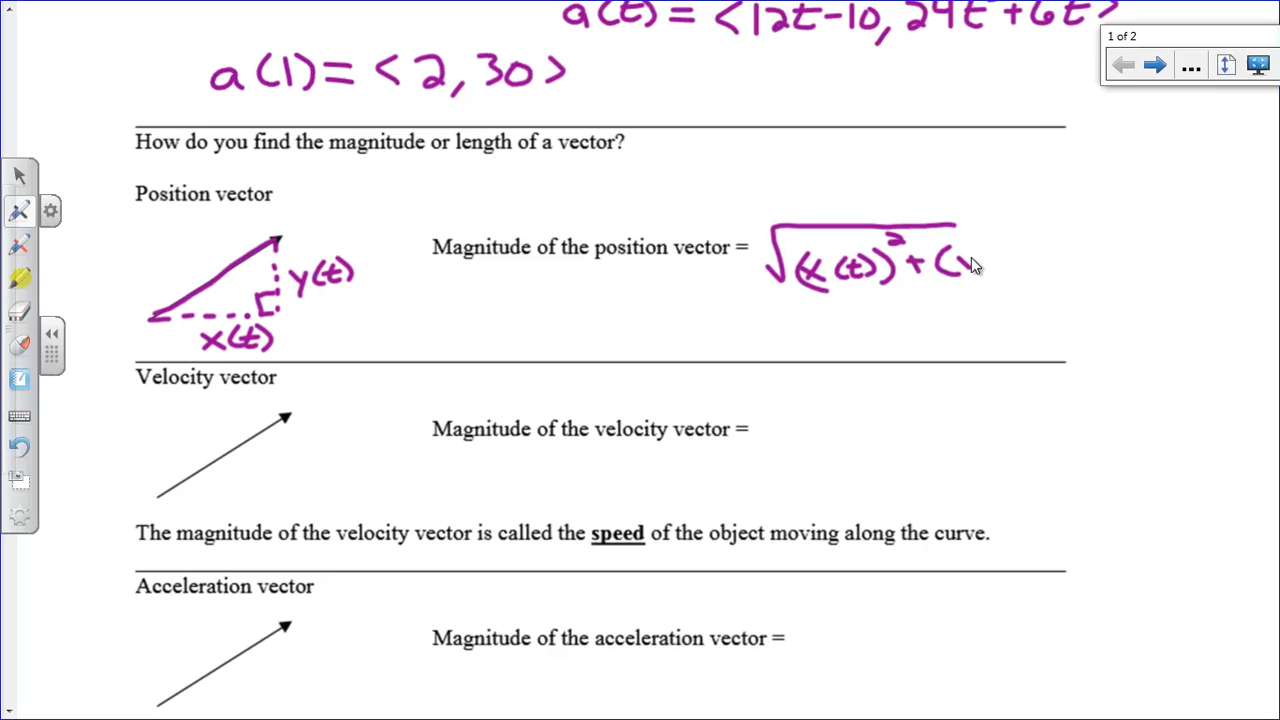 a(t) = <12t-10, 24t²+6t>
a(1) = <2, 30>
1 of 2
How do you find the magnitude or length of a vector?
Position vector
Magnitude of the position vector = √(x(t))² + (y
y(t)
x(t)
Velocity vector
Magnitude of the velocity vector =
The magnitude of the velocity vector is called the speed of the object moving along the curve.
Acceleration vector
Magnitude of the acceleration vector =